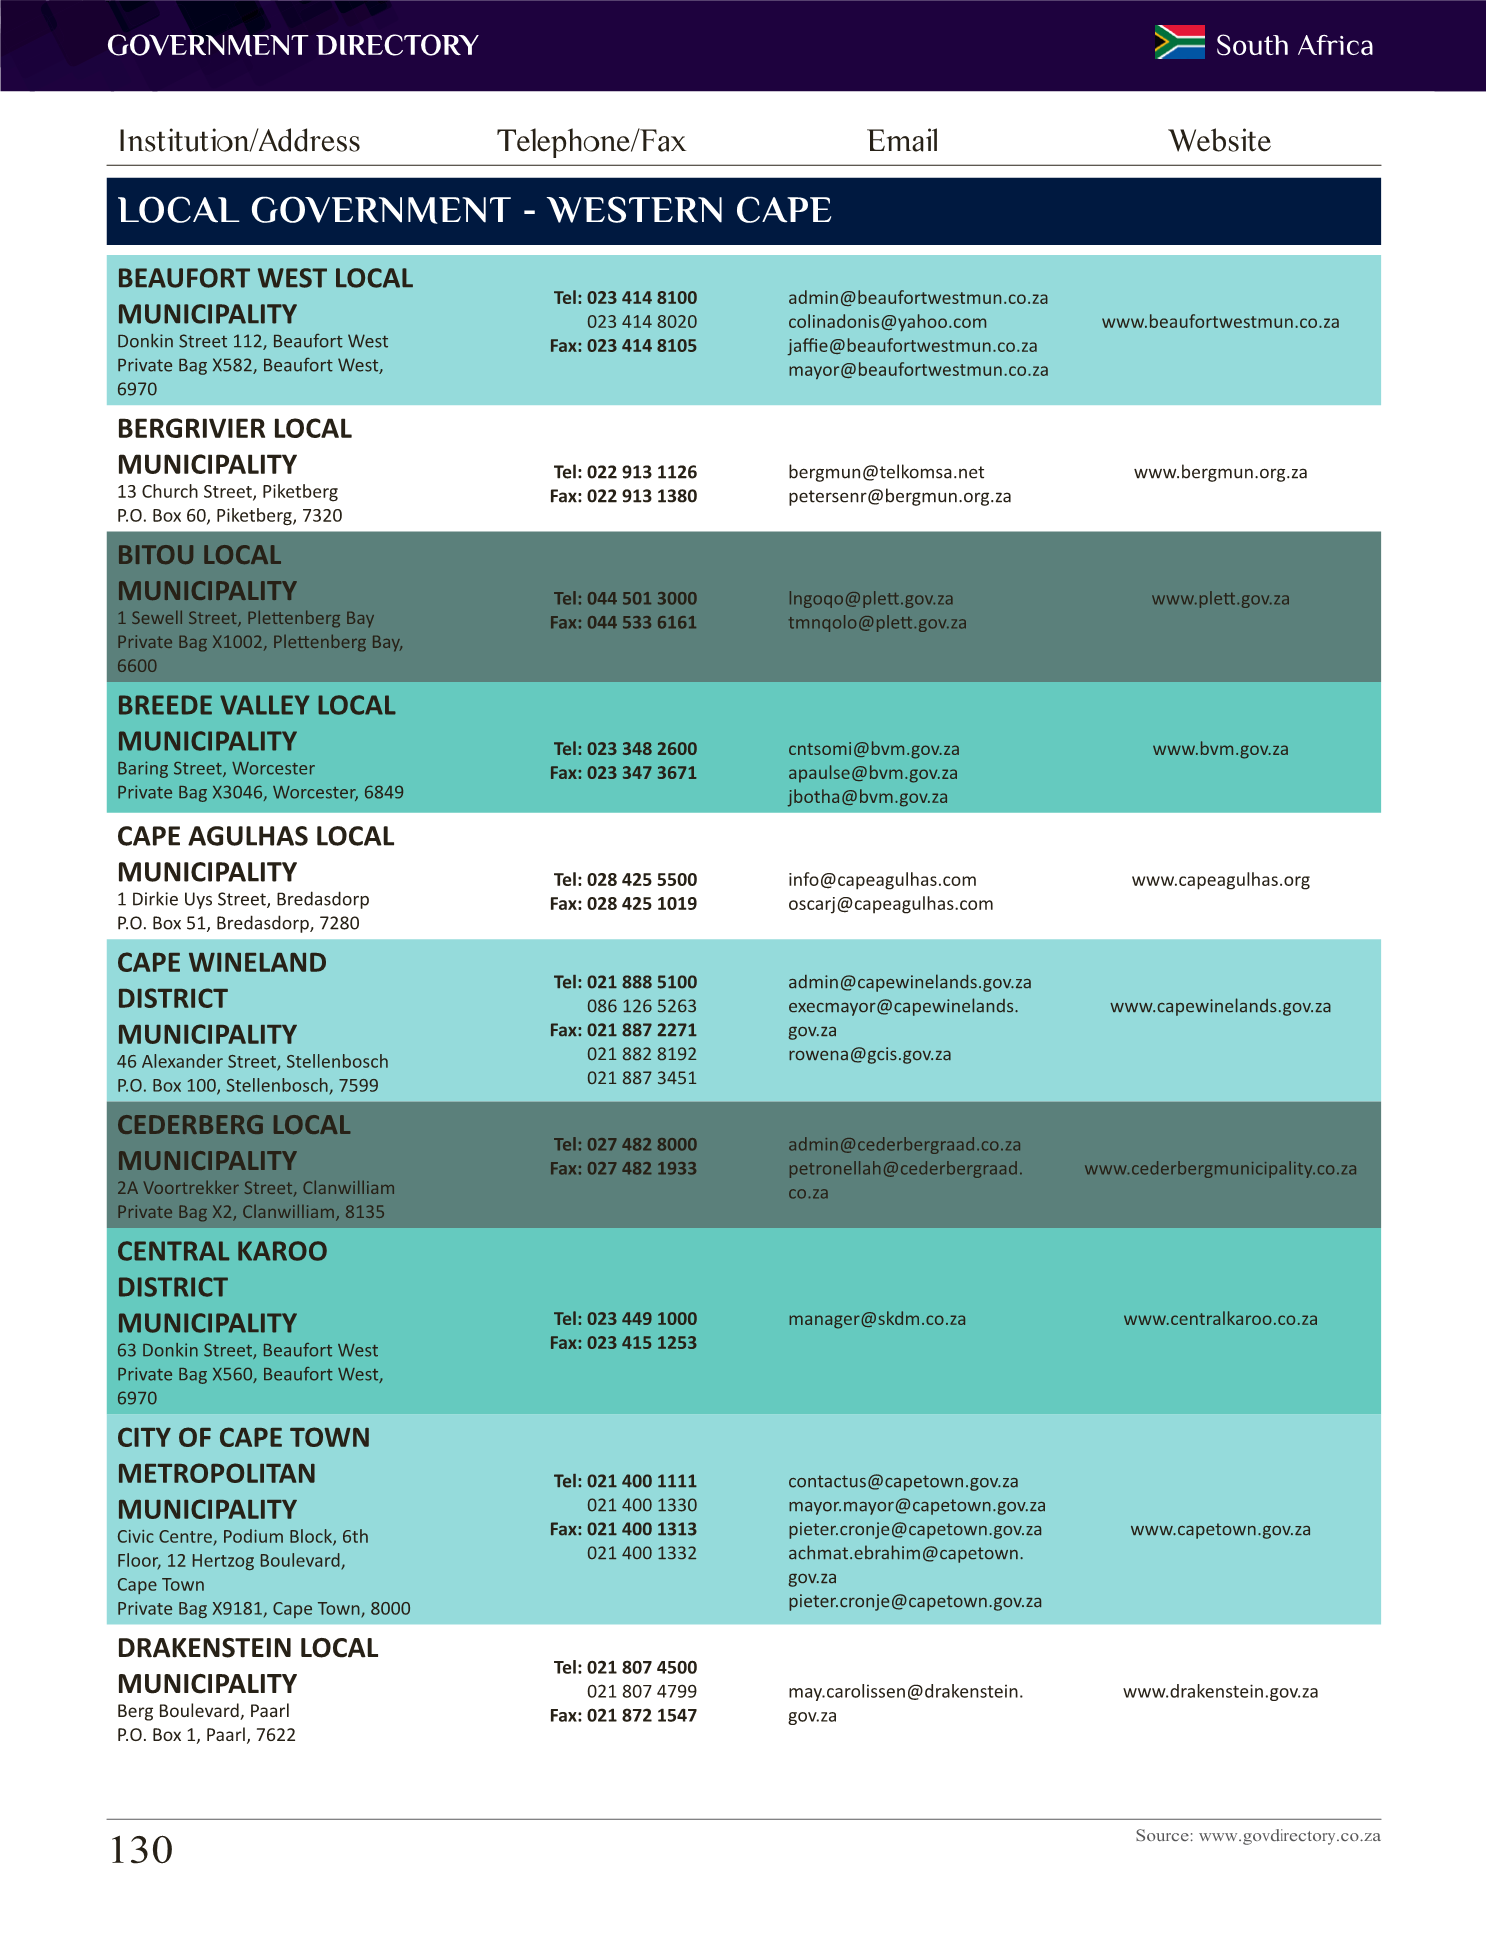 GOVERNMENT DIRECTORY
South Africa
Institution/Address
Telephone/Fax
Email
Website
LOCAL GOVERNMENT - WESTERN CAPE
BEAUFORT WEST LOCAL
MUNICIPALITY
Donkin Street 112, Beaufort West
Private Bag X582, Beaufort West,
6970
Tel: 023 414 8100
023 414 8020
Fax: 023 414 8105
admin@beaufortwestmun.co.za
colinadonis@yahoo.com
jaffie@beaufortwestmun.co.za
mayor@beaufortwestmun.co.za
www.beaufortwestmun.co.za
BERGRIVIER LOCAL
MUNICIPALITY
13 Church Street, Piketberg
P.O. Box 60, Piketberg, 7320
Tel: 022 913 1126
Fax: 022 913 1380
bergmun@telkomsa.net
petersenr@bergmun.org.za
www.bergmun.org.za
BITOU LOCAL
MUNICIPALITY
1 Sewell Street, Plettenberg Bay
Private Bag X1002, Plettenberg Bay,
6600
Tel: 044 501 3000
Fax: 044 533 6161
lngoqo@plett.gov.za
tmnqolo@plett.gov.za
www.plett.gov.za
BREEDE VALLEY LOCAL
MUNICIPALITY
Baring Street, Worcester
Private Bag X3046, Worcester, 6849
Tel: 023 348 2600
Fax: 023 347 3671
cntsomi@bvm.gov.za
apaulse@bvm.gov.za
jbotha@bvm.gov.za
www.bvm.gov.za
CAPE AGULHAS LOCAL
MUNICIPALITY
1 Dirkie Uys Street, Bredasdorp
P.O. Box 51, Bredasdorp, 7280
Tel: 028 425 5500
Fax: 028 425 1019
info@capeagulhas.com
oscarj@capeagulhas.com
www.capeagulhas.org
CAPE WINELAND
DISTRICT
MUNICIPALITY
46 Alexander Street, Stellenbosch
P.O. Box 100, Stellenbosch, 7599
Tel: 021 888 5100
086 126 5263
Fax: 021 887 2271
021 882 8192
021 887 3451
admin@capewinelands.gov.za
execmayor@capewinelands.
gov.za
rowena@gcis.gov.za
www.capewinelands.gov.za
CEDERBERG LOCAL
MUNICIPALITY
2A Voortrekker Street, Clanwilliam
Private Bag X2, Clanwilliam, 8135
Tel: 027 482 8000
Fax: 027 482 1933
admin@cederbergraad.co.za
petronellah@cederbergraad.
co.za
www.cederbergmunicipality.co.za
CENTRAL KAROO
DISTRICT
MUNICIPALITY
63 Donkin Street, Beaufort West
Private Bag X560, Beaufort West,
6970
Tel: 023 449 1000
Fax: 023 415 1253
manager@skdm.co.za
www.centralkaroo.co.za
CITY OF CAPE TOWN
METROPOLITAN
MUNICIPALITY
Civic Centre, Podium Block, 6th
Floor, 12 Hertzog Boulevard,
Cape Town
Private Bag X9181, Cape Town, 8000
Tel: 021 400 1111
021 400 1330
Fax: 021 400 1313
021 400 1332
contactus@capetown.gov.za
mayor.mayor@capetown.gov.za
pieter.cronje@capetown.gov.za
achmat.ebrahim@capetown.
gov.za
pieter.cronje@capetown.gov.za
www.capetown.gov.za
DRAKENSTEIN LOCAL
MUNICIPALITY
Berg Boulevard, Paarl
P.O. Box 1, Paarl, 7622
Tel: 021 807 4500
021 807 4799
Fax: 021 872 1547
may.carolissen@drakenstein.
gov.za
www.drakenstein.gov.za
130
Source: www.govdirectory.co.za